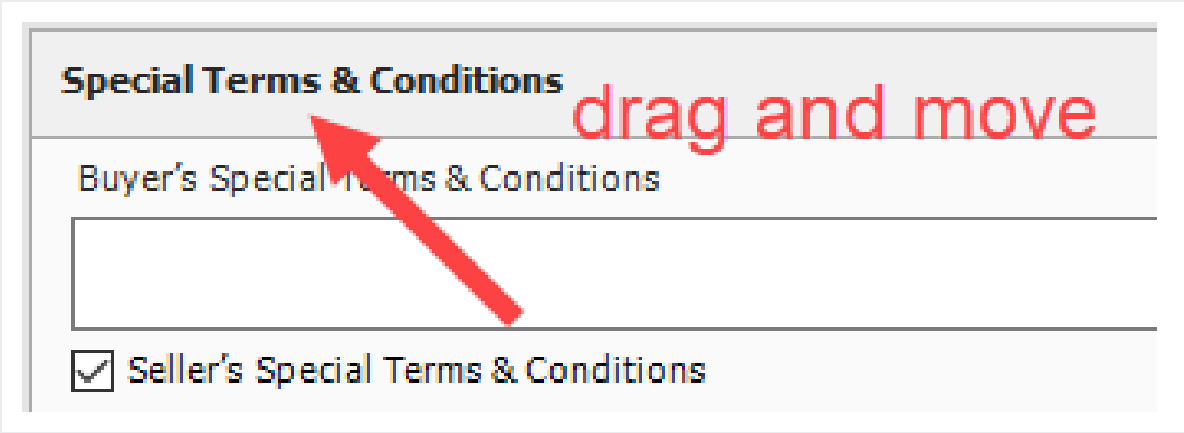 Special Terms & Conditions
drag and move
Buyer's Special Terms & Conditions
Seller's Special Terms & Conditions